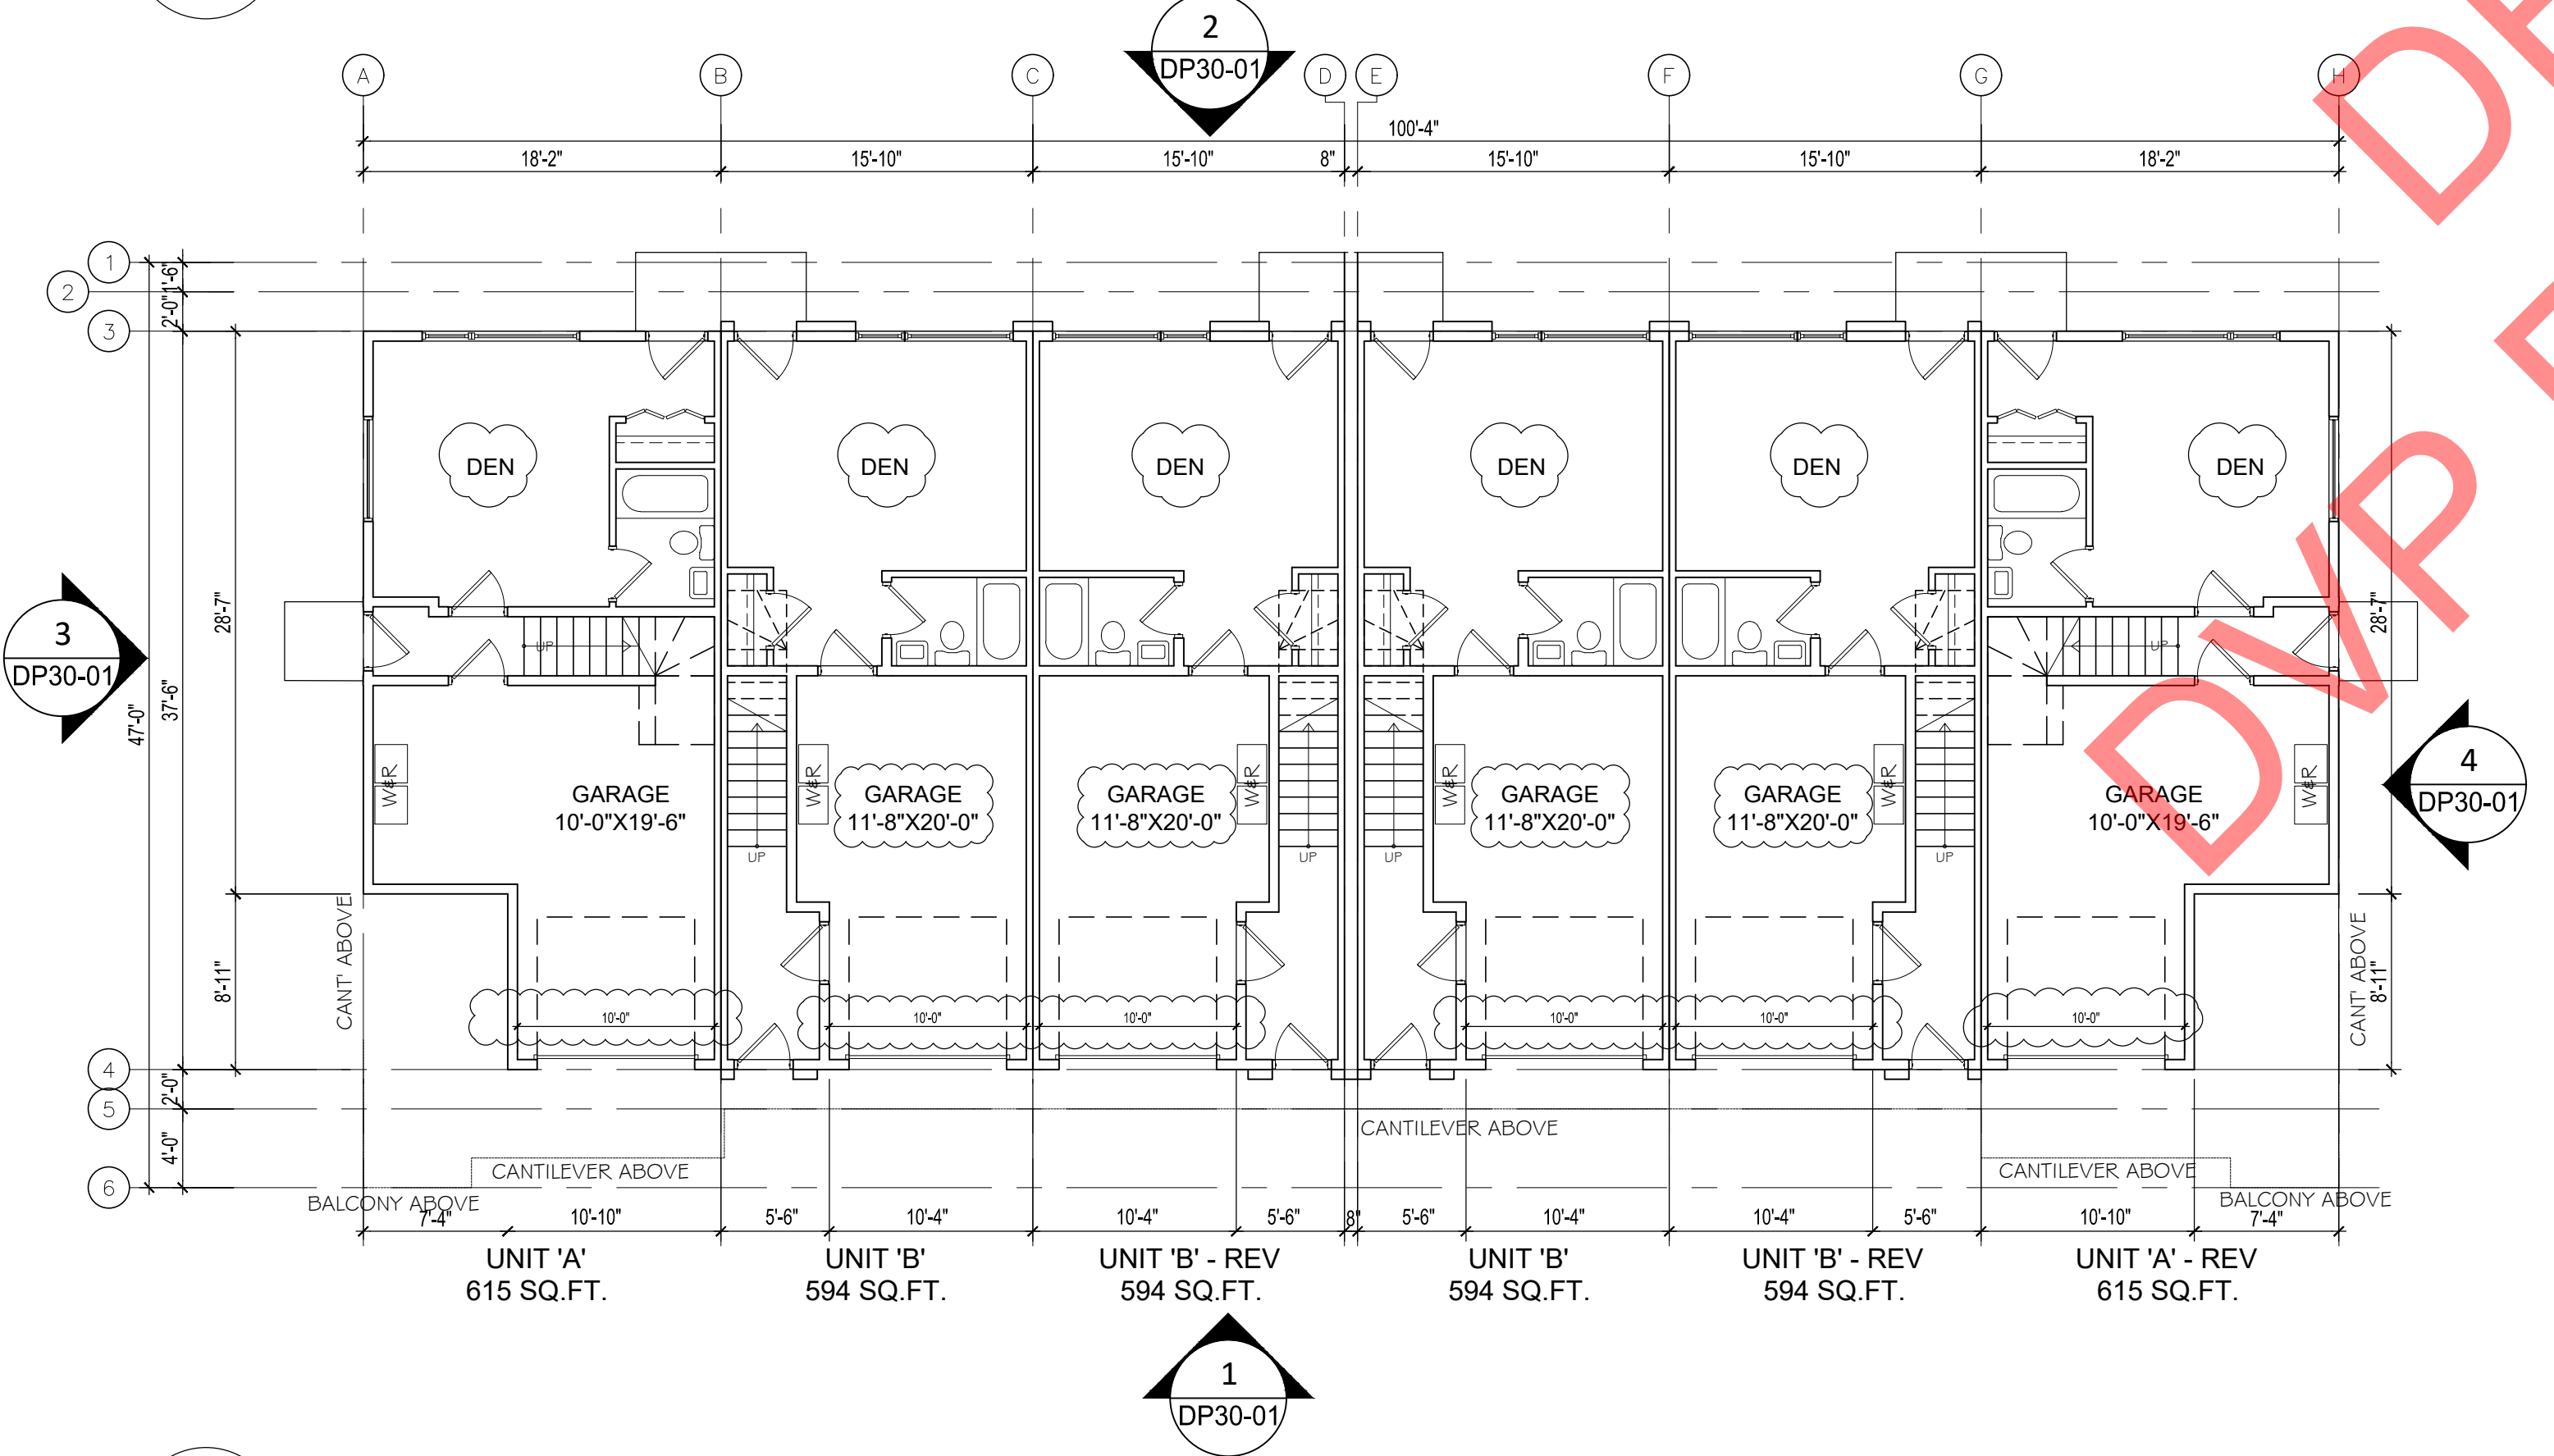 2
DP30-01
A
B
C
D
E
F
G
H
100'-4"
18'-2"
15'-10"
15'-10"
8"
15'-10"
15'-10"
18'-2"
1
2
3
1'-6"
2'-0"
DEN
DEN
DEN
DEN
DEN
DEN
28'-7"
37'-6"
47'-0"
28'-7"
3
DP30-01
4
DP30-01
UP
UP
W&R
W&R
W&R
W&R
W&R
W&R
GARAGE
10'-0"X19'-6"
GARAGE
11'-8"X20'-0"
GARAGE
11'-8"X20'-0"
GARAGE
11'-8"X20'-0"
GARAGE
11'-8"X20'-0"
GARAGE
10'-0"X19'-6"
UP
UP
UP
UP
CANT' ABOVE
8'-11"
CANT' ABOVE
8'-11"
10'-0"
10'-0"
10'-0"
10'-0"
10'-0"
10'-0"
4
5
6
2'-0"
4'-0"
CANTILEVER ABOVE
CANTILEVER ABOVE
CANTILEVER ABOVE
BALCONY ABOVE
BALCONY ABOVE
7'-4"
10'-10"
5'-6"
10'-4"
10'-4"
5'-6"
8"
5'-6"
10'-4"
10'-4"
5'-6"
10'-10"
7'-4"
UNIT 'A'
615 SQ.FT.
UNIT 'B'
594 SQ.FT.
UNIT 'B' - REV
594 SQ.FT.
UNIT 'B'
594 SQ.FT.
UNIT 'B' - REV
594 SQ.FT.
UNIT 'A' - REV
615 SQ.FT.
1
DP30-01
DVP